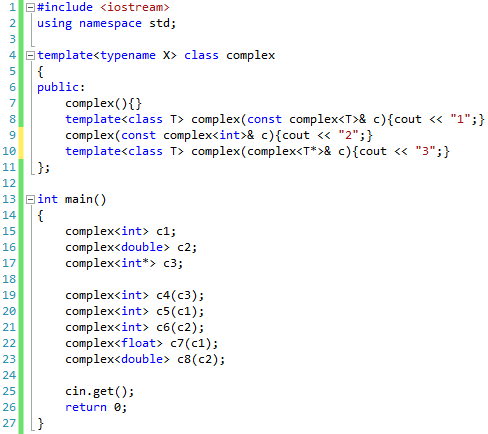 1 #include <iostream>
2 using namespace std;
3
4 template<typename X> class complex
5 {
6 public:
7 complex(){}
8 template<class T> complex(const complex<T>& c){cout << "1";}
9 complex(const complex<int>& c){cout << "2";}
10 template<class T> complex(complex<T*>& c){cout << "3";}
11 };
12
13 int main()
14 {
15 complex<int> c1;
16 complex<double> c2;
17 complex<int*> c3;
18
19 complex<int> c4(c3);
20 complex<int> c5(c1);
21 complex<int> c6(c2);
22 complex<float> c7(c1);
23 complex<double> c8(c2);
24
25 cin.get();
26 return 0;
27 }